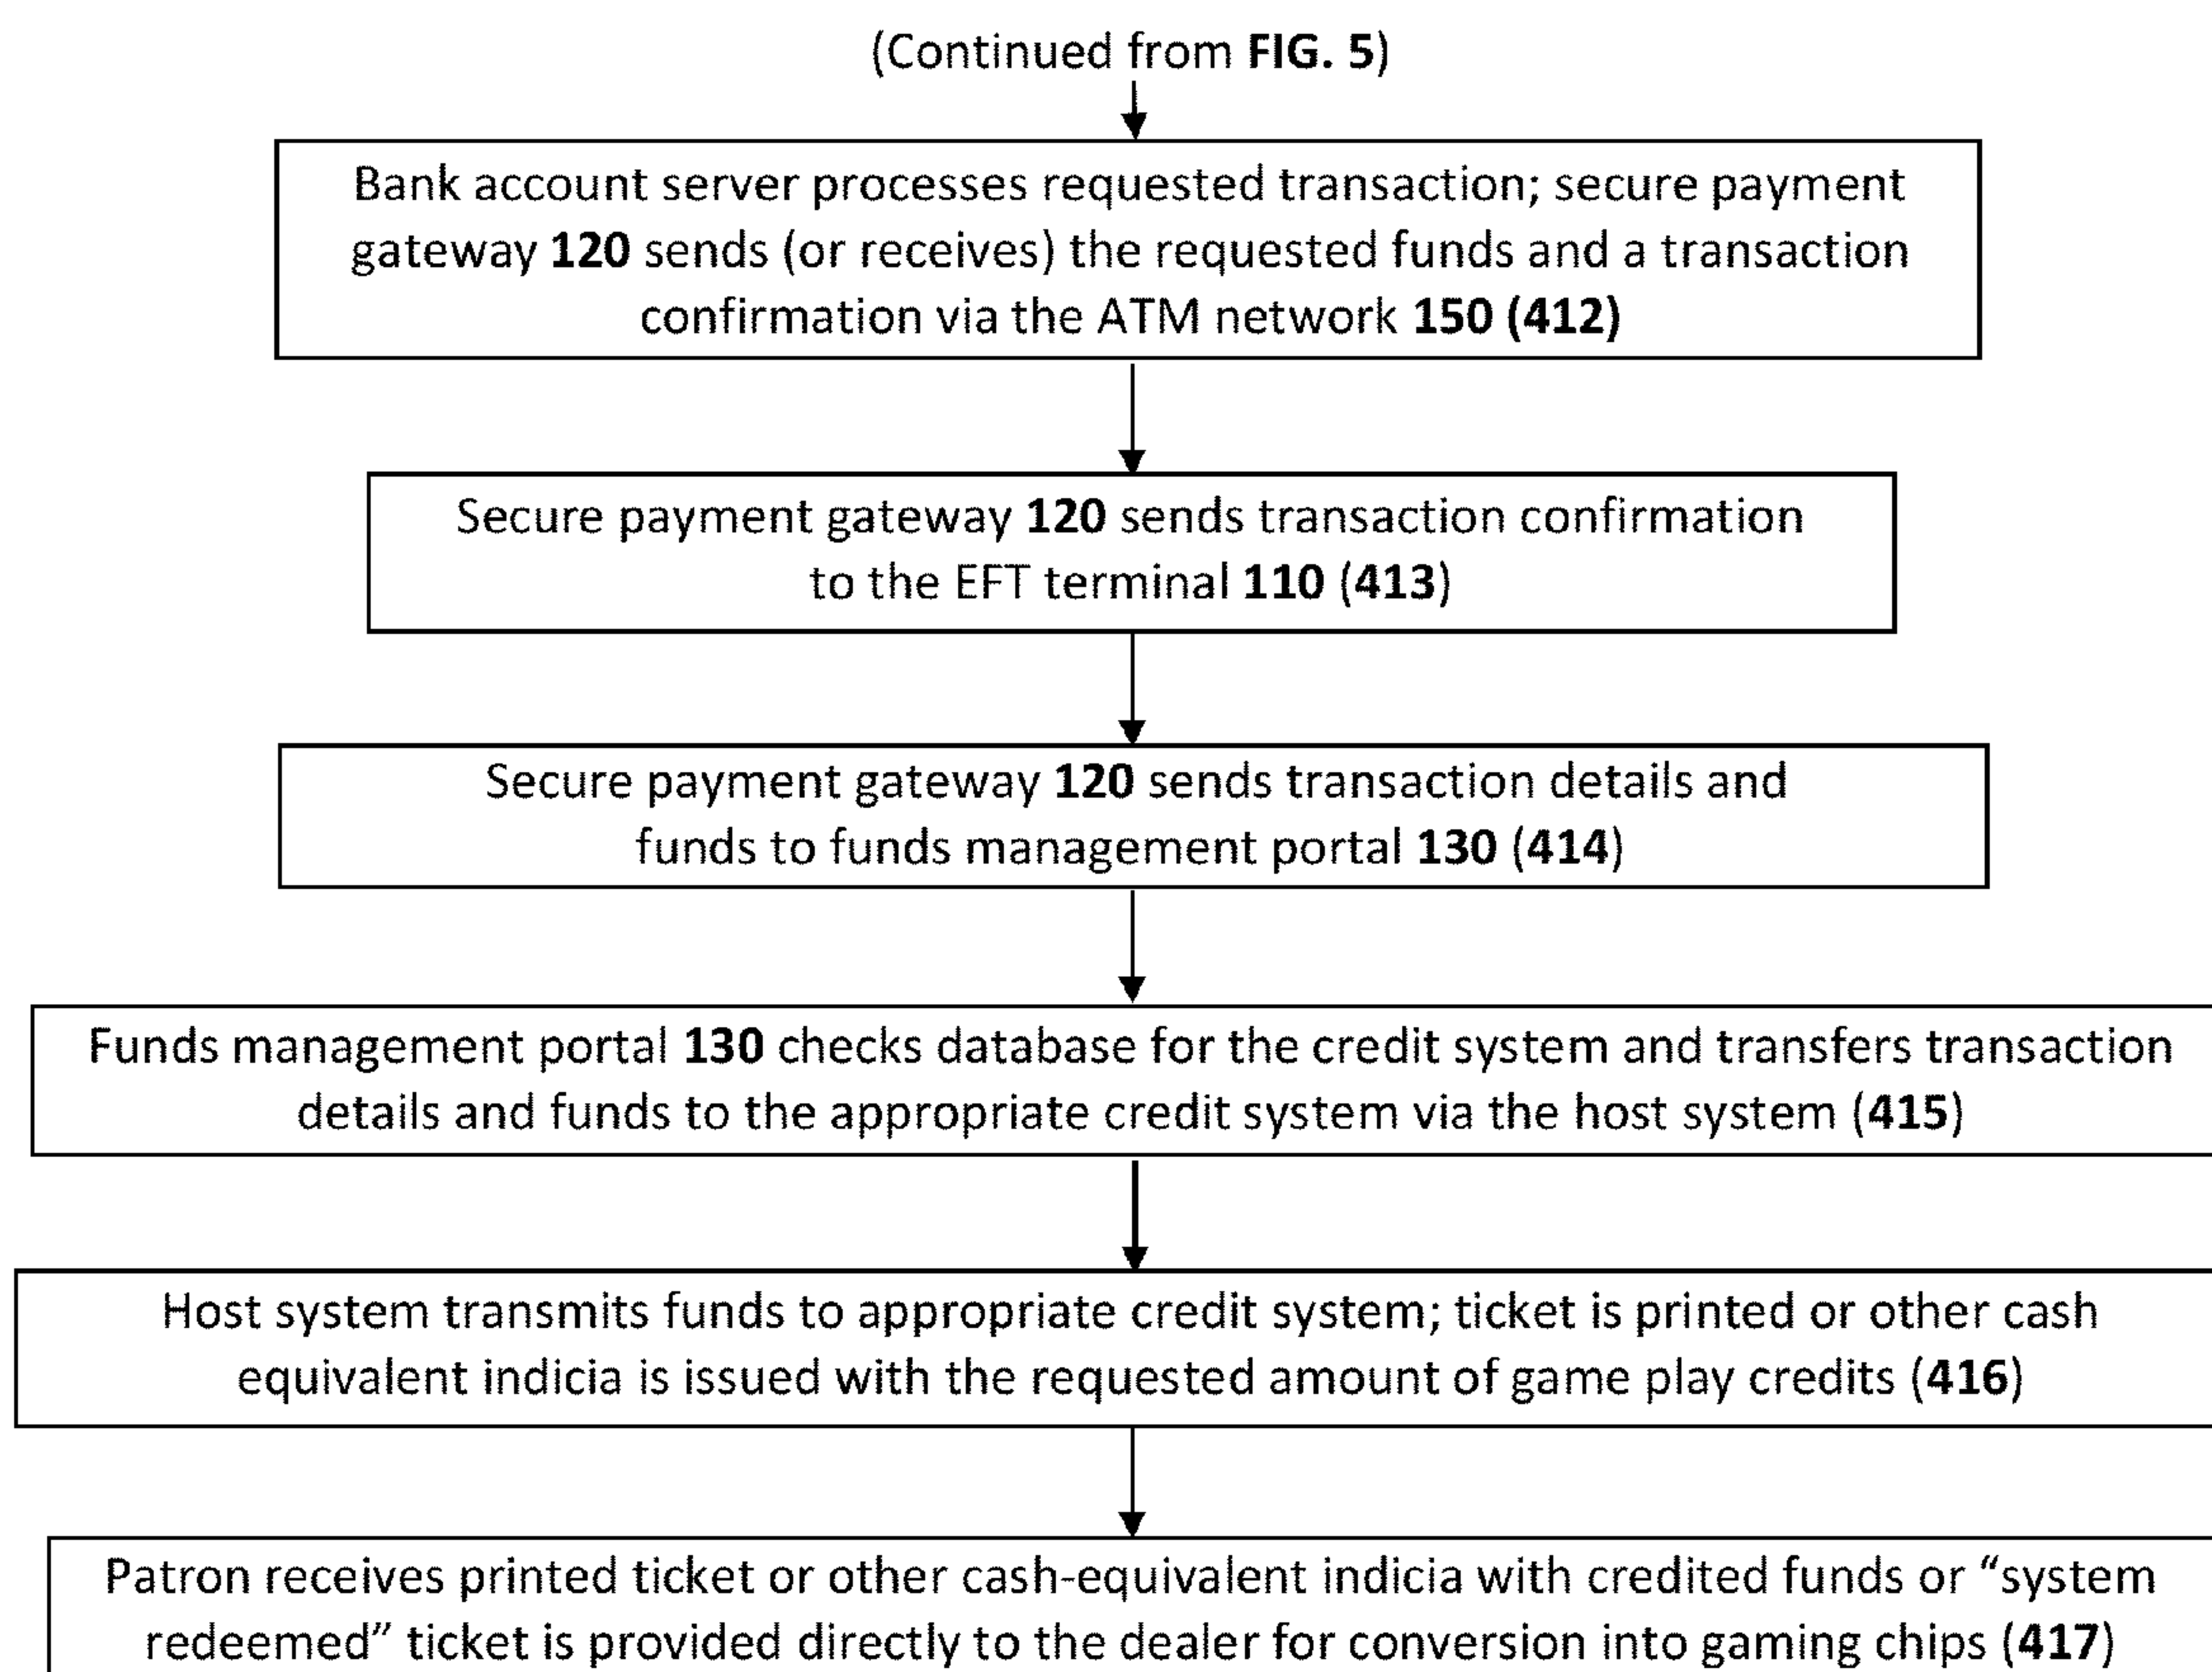 (Continued from FIG. 5)
Bank account server processes requested transaction; secure payment
gateway 120 sends (or receives) the requested funds and a transaction
confirmation via the ATM network 150 (412)
Secure payment gateway 120 sends transaction confirmation
to the EFT terminal 110 (413)
Secure payment gateway 120 sends transaction details and
funds to funds management portal 130 (414)
Funds management portal 130 checks database for the credit system and transfers transaction
details and funds to the appropriate credit system via the host system (415)
Host system transmits funds to appropriate credit system; ticket is printed or other cash
equivalent indicia is issued with the requested amount of game play credits (416)
Patron receives printed ticket or other cash-equivalent indicia with credited funds or “system
redeemed” ticket is provided directly to the dealer for conversion into gaming chips (417)